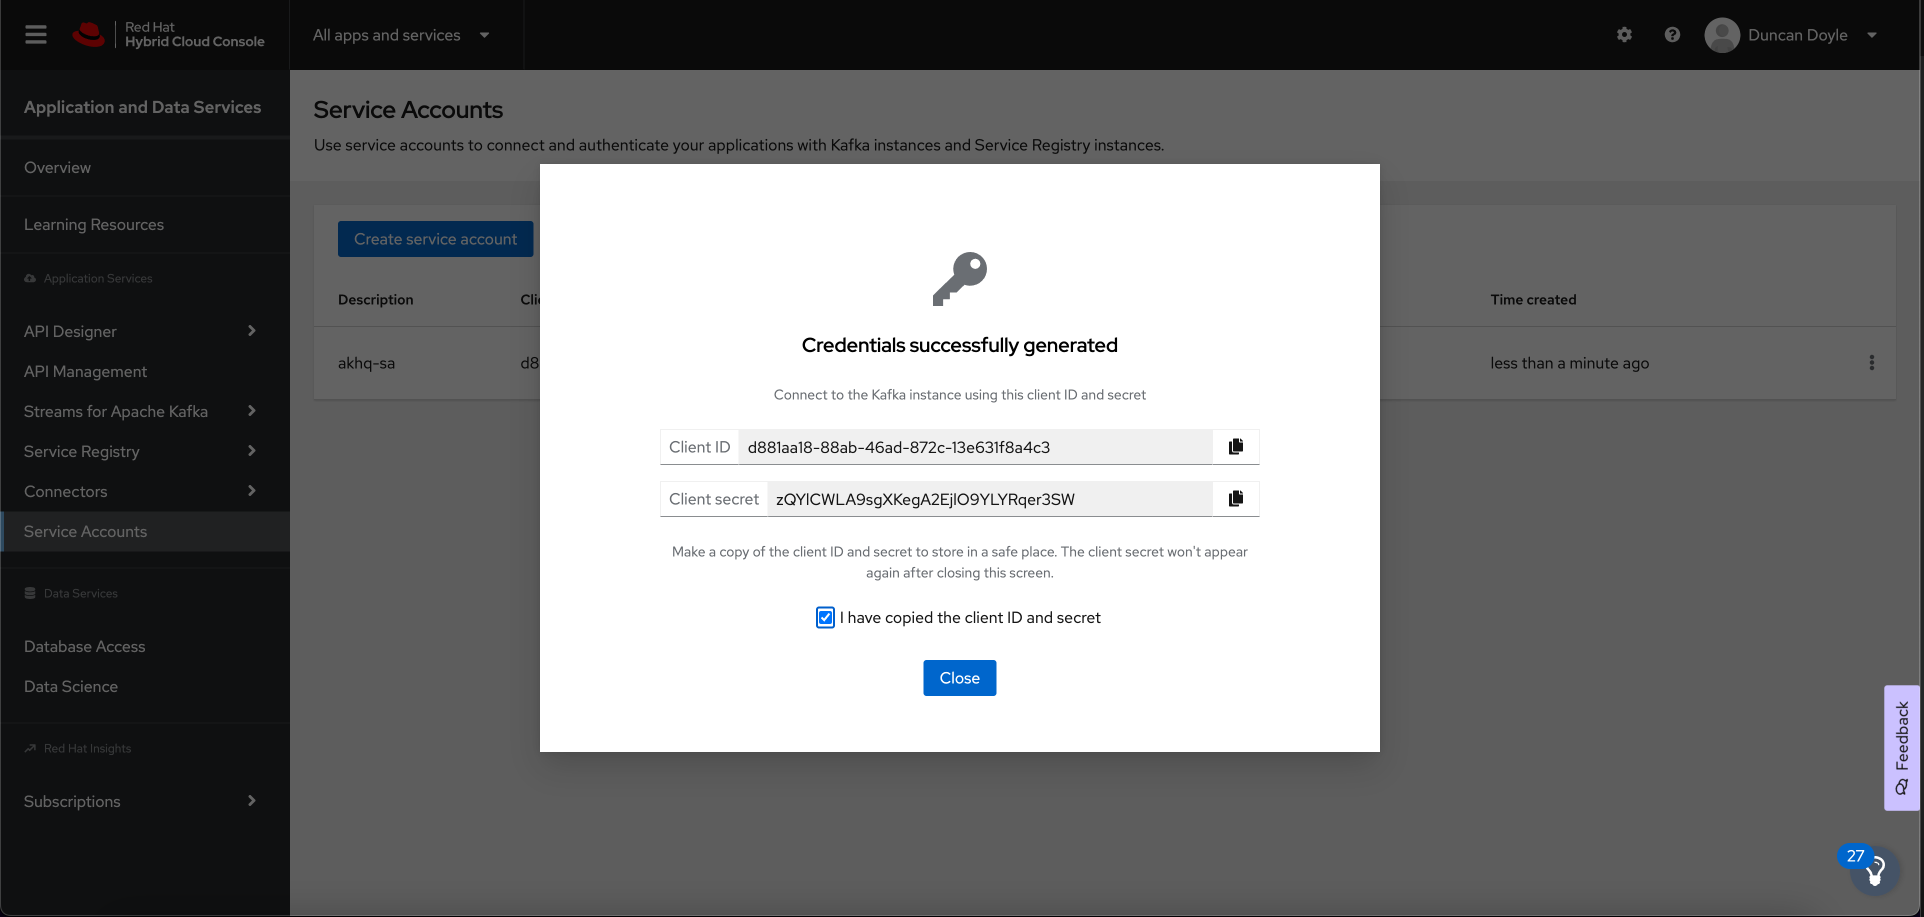 Red Hat
Hybrid Cloud Console
All apps and services
Duncan Doyle
Application and Data Services
Overview
Learning Resources
Application Services
API Designer
API Management
Streams for Apache Kafka
Service Registry
Connectors
Service Accounts
Data Services
Database Access
Data Science
Red Hat Insights
Subscriptions
Service Accounts
Use service accounts to connect and authenticate your applications with Kafka instances and Service Registry instances.
Create service account
Description
Time created
akhq-sa
d8
less than a minute ago
Credentials successfully generated
Connect to the Kafka instance using this client ID and secret
Client ID d881aa18-88ab-46ad-872c-13e631f8a4c3
Client secret zQYlCWLA9sgXKegA2EjlO9YLYRqer3SW
Make a copy of the client ID and secret to store in a safe place. The client secret won't appear
again after closing this screen.
I have copied the client ID and secret
Close
Feedback
27